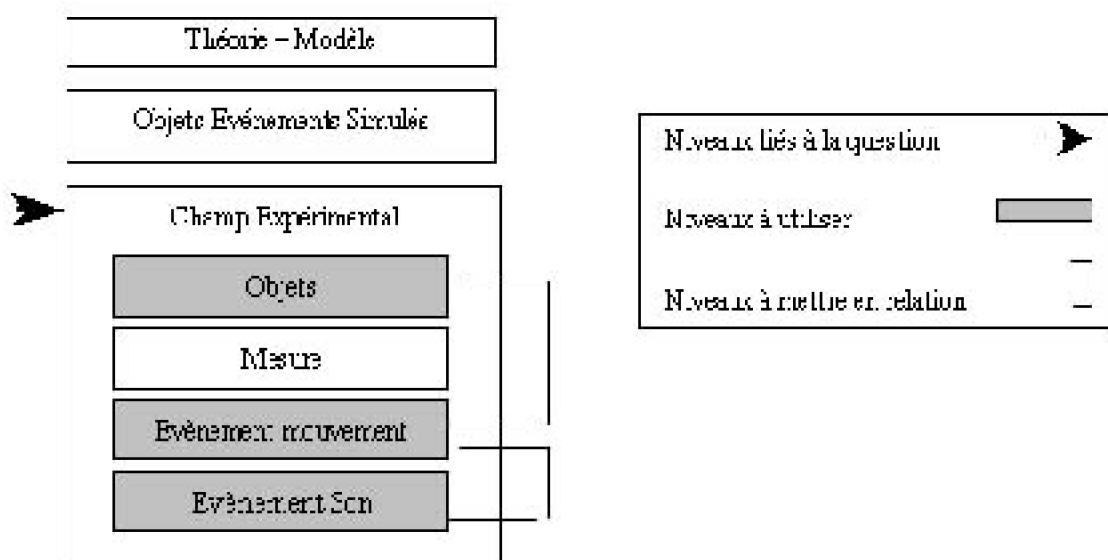 Théorie – Modèle
Objets Evénements Simulés
Champ Expérimental
Objets
Mesure
Evènement mouvement
Evènement Son
Niveaux liés à la question
Niveaux à utiliser
Niveaux à mettre en relation